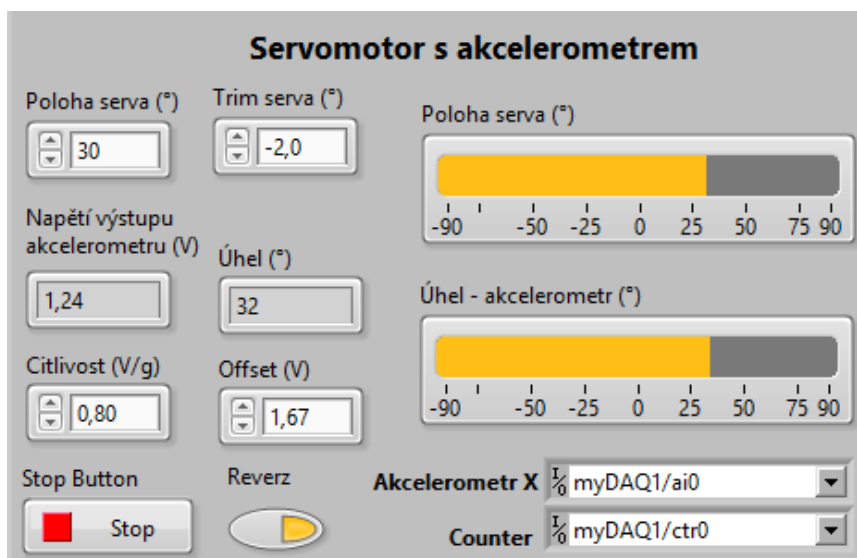 Servomotor s akcelerometrem
Poloha serva (°)
30
Trim serva (°)
-2,0
Poloha serva (°)
-90 -50 -25 0 25 50 75 90
Napětí výstupu
akcelerometru (V)
1,24
Úhel (°)
32
Úhel - akcelerometr (°)
-90 -50 -25 0 25 50 75 90
Citlivost (V/g)
0,80
Offset (V)
1,67
Stop Button
Stop
Reverz
Akcelerometr X I/0 myDAQ1/ai0
Counter I/0 myDAQ1/ctr0